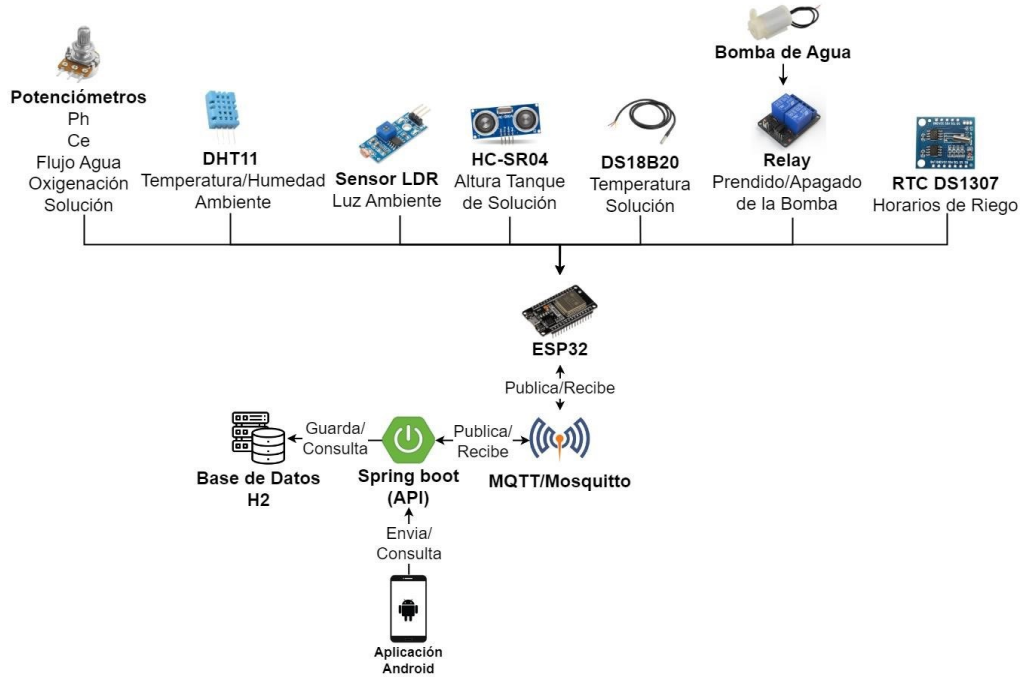 Bomba de Agua
Potenciómetros
Ph
Ce
Flujo Agua
Oxigenación
Solución
DHT11
Temperatura/Humedad
Ambiente
Sensor LDR
Luz Ambiente
HC-SR04
Altura Tanque
de Solución
DS18B20
Temperatura
Solución
Relay
Prendido/Apagado
de la Bomba
RTC DS1307
Horarios de Riego
ESP32
Publica/Recibe
Guarda/
Consulta
Publica/
Recibe
Base de Datos
H2
Spring boot
(API)
MQTT/Mosquitto
Envia/
Consulta
Aplicación
Android